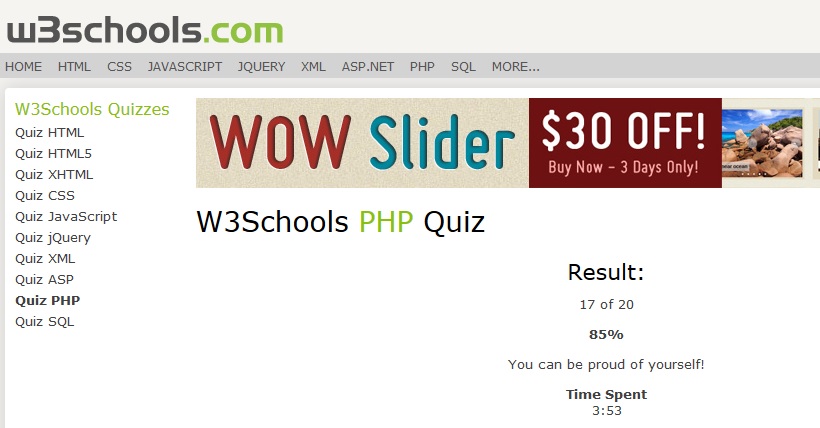 w3schools.com
HOME HTML CSS JAVASCRIPT JQUERY XML ASP.NET PHP SQL MORE...
W3Schools Quizzes
Quiz HTML
Quiz HTML5
Quiz XHTML
Quiz CSS
Quiz JavaScript
Quiz jQuery
Quiz XML
Quiz ASP
Quiz PHP
Quiz SQL
WOW Slider
$30 OFF!
Buy Now – 3 Days Only!
W3Schools PHP Quiz
Result:
17 of 20
85%
You can be proud of yourself!
Time Spent
3:53